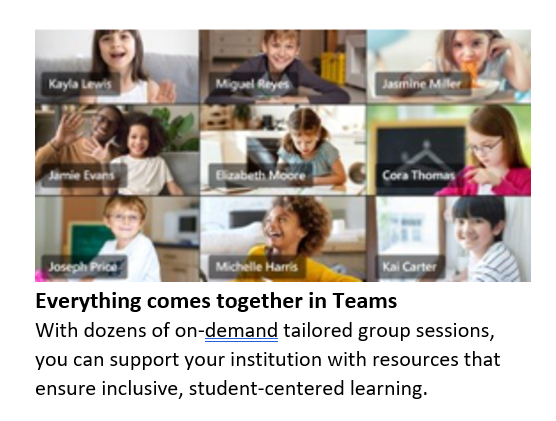 Kayla Lewis
Miguel Reyes
Jasmine Miller
Jamie Evans
Elizabeth Moore
Cora Thomas
Joseph Price
Michelle Harris
Kai Carter
Everything comes together in Teams
With dozens of on-demand tailored group sessions,
you can support your institution with resources that
ensure inclusive, student-centered learning.